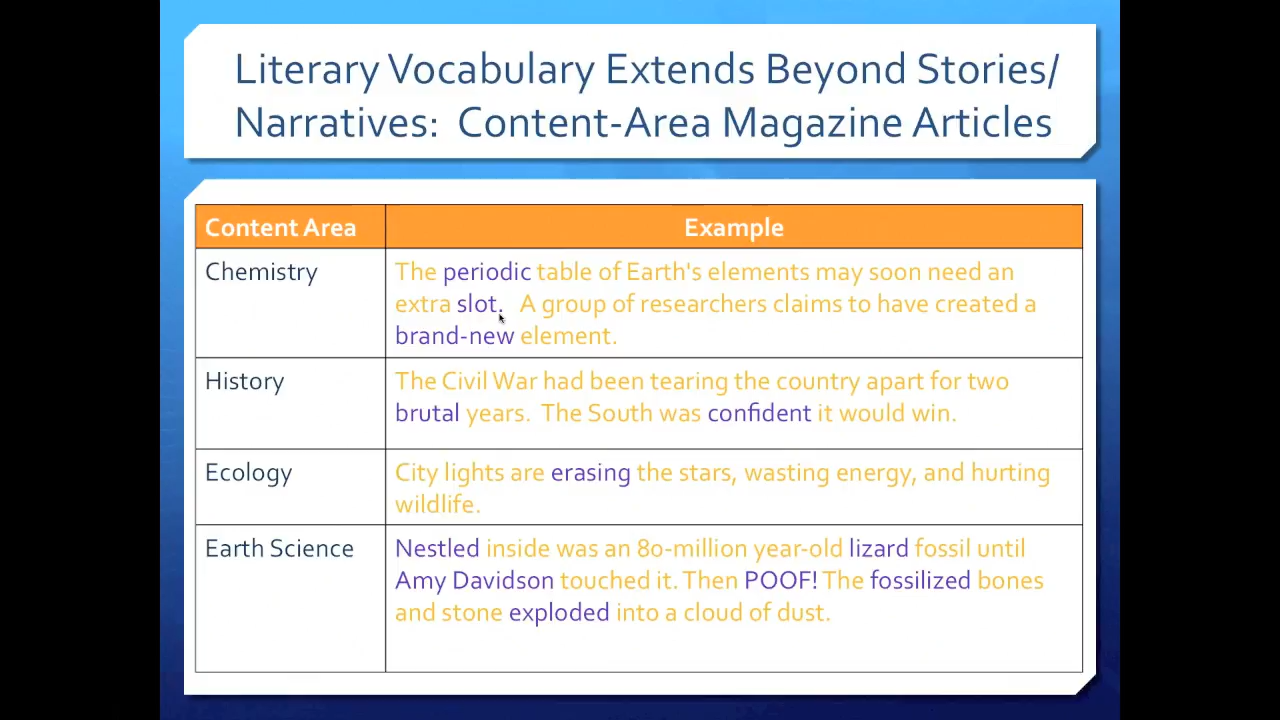 Literary Vocabulary Extends Beyond Stories/
Narratives: Content-Area Magazine Articles
Content Area
Example
Chemistry
The periodic table of Earth's elements may soon need an
extra slot. A group of researchers claims to have created a
brand-new element.
History
The Civil War had been tearing the country apart for two
brutal years. The South was confident it would win.
Ecology
City lights are erasing the stars, wasting energy, and hurting
wildlife.
Earth Science
Nestled inside was an 80-million year-old lizard fossil until
Amy Davidson touched it. Then POOF! The fossilized bones
and stone exploded into a cloud of dust.